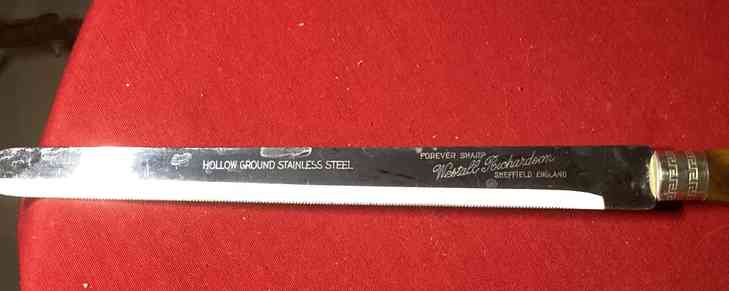 HOLLOW GROUND STAINLESS STEEL
FOREVER SHARP
Westall Richardson
SHEFFIELD, ENGLAND